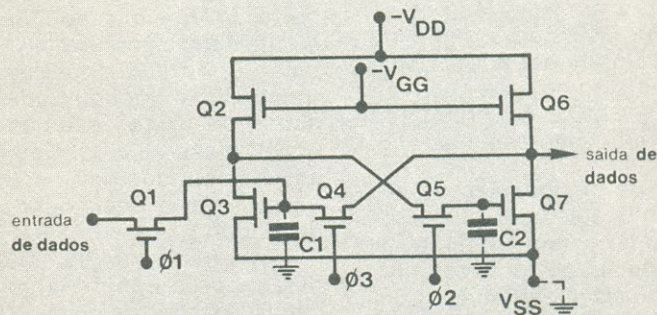 -VDD
-VGG
Q2
Q6
saída de
dados
Q1
Q3
Q4
Q5
Q7
entrada
de dados
C1
C2
Ø1
Ø3
Ø2
VSS